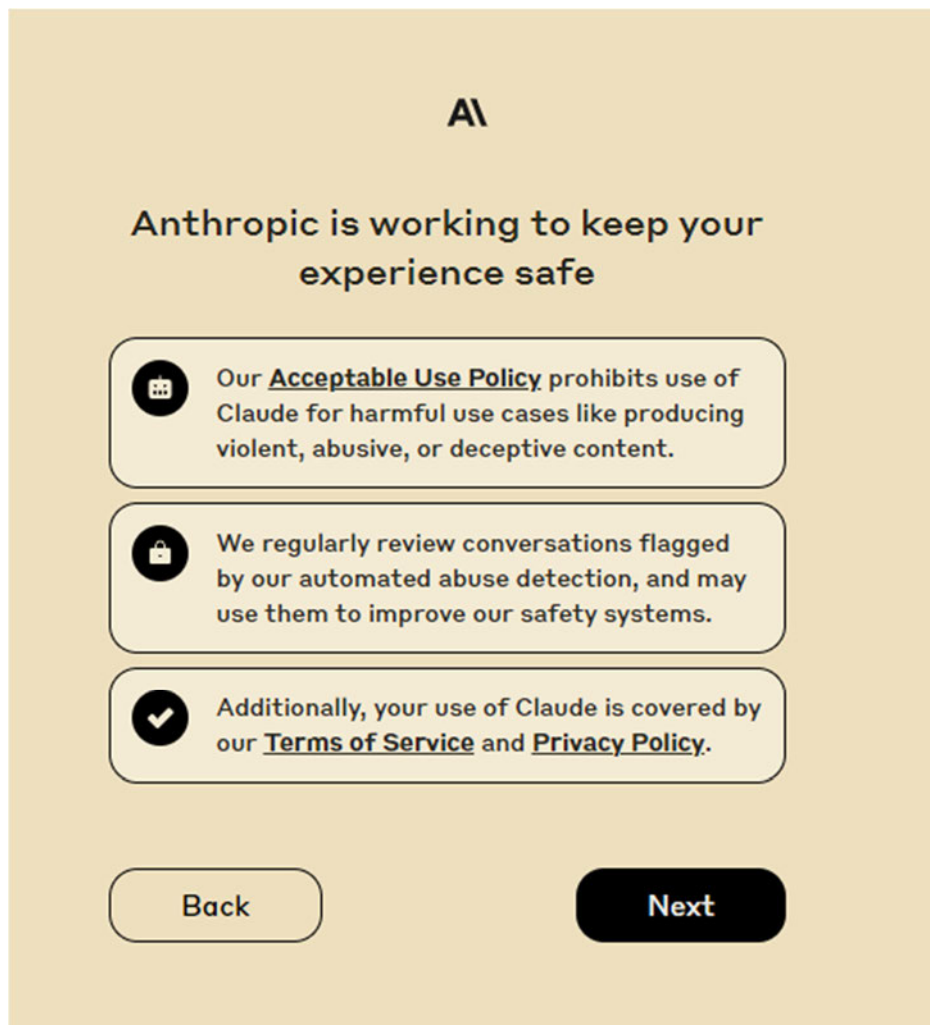 A\
Anthropic is working to keep your
experience safe
Our Acceptable Use Policy prohibits use of
Claude for harmful use cases like producing
violent, abusive, or deceptive content.
We regularly review conversations flagged
by our automated abuse detection, and may
use them to improve our safety systems.
Additionally, your use of Claude is covered by
our Terms of Service and Privacy Policy.
Back
Next